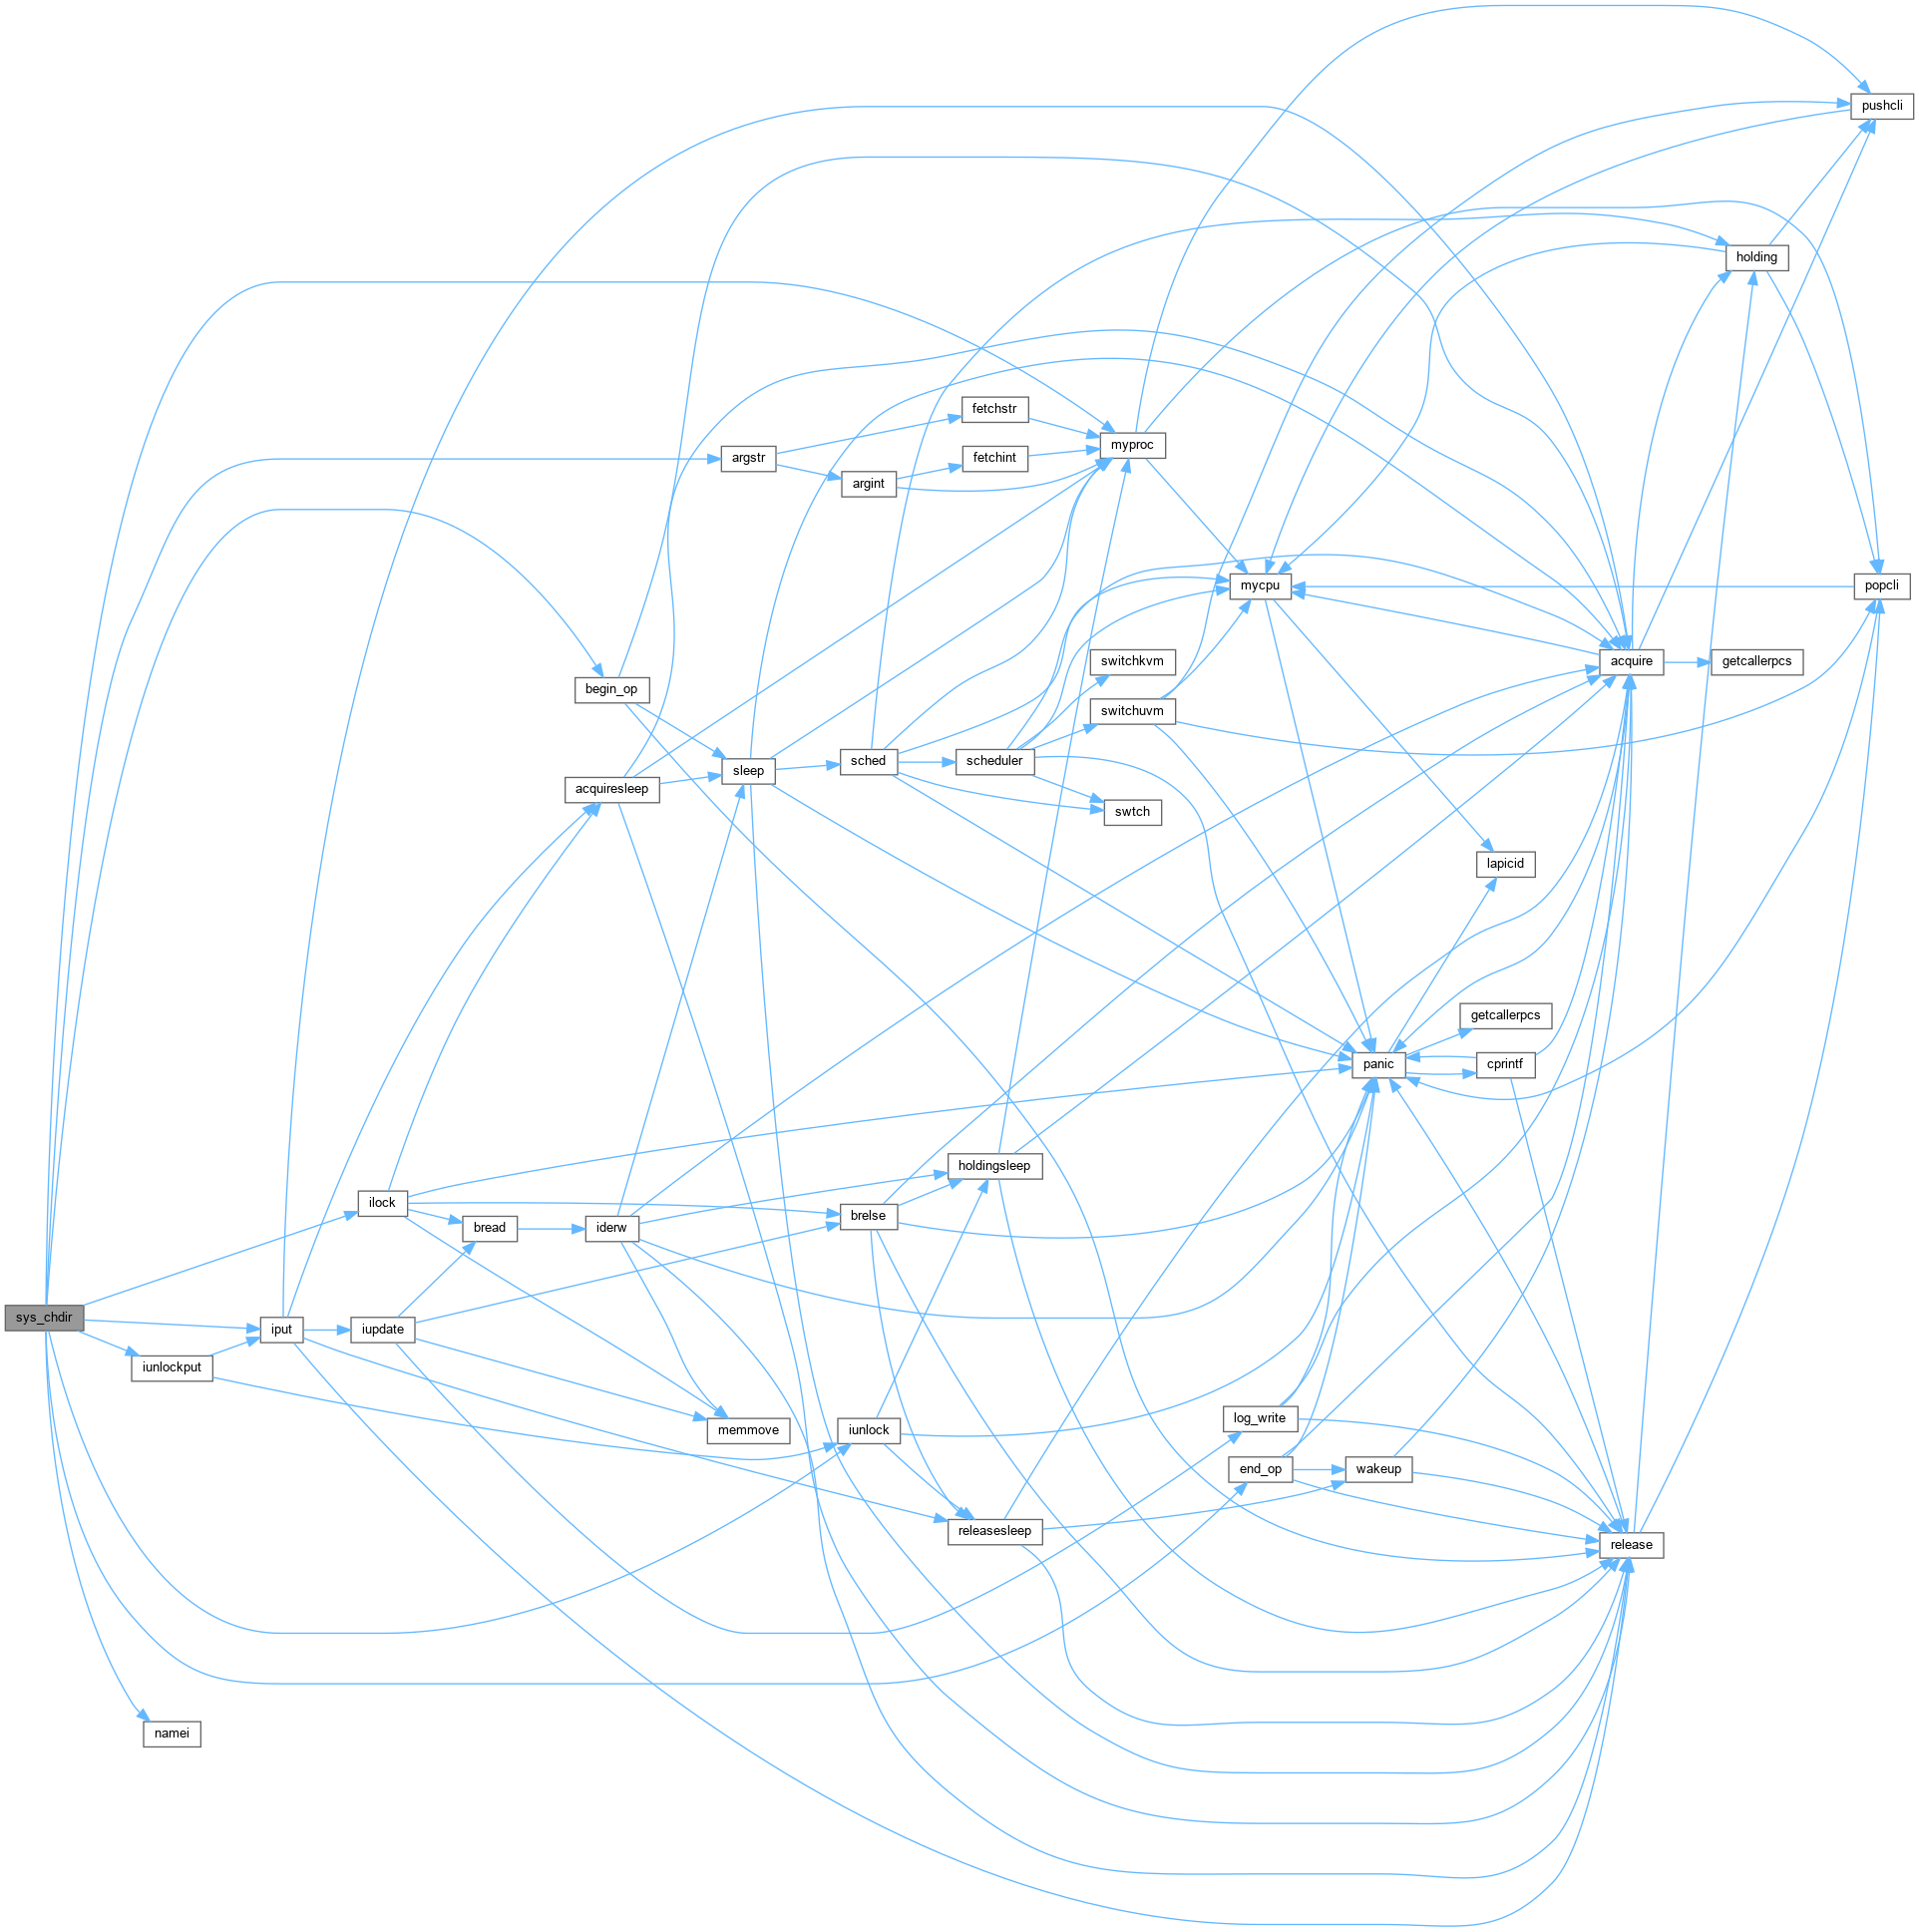 pushcli
holding
fetchstr
myproc
argstr
fetchint
argint
mycpu
popcli
switchkvm
acquire
getcallerpcs
begin_op
switchuvm
sched
scheduler
sleep
acquiresleep
swtch
lapicid
getcallerpcs
panic
cprintf
holdingsleep
ilock
brelse
bread
iderw
sys_chdir
iput
iupdate
iunlockput
log_write
iunlock
memmove
end_op
wakeup
releasesleep
release
namei